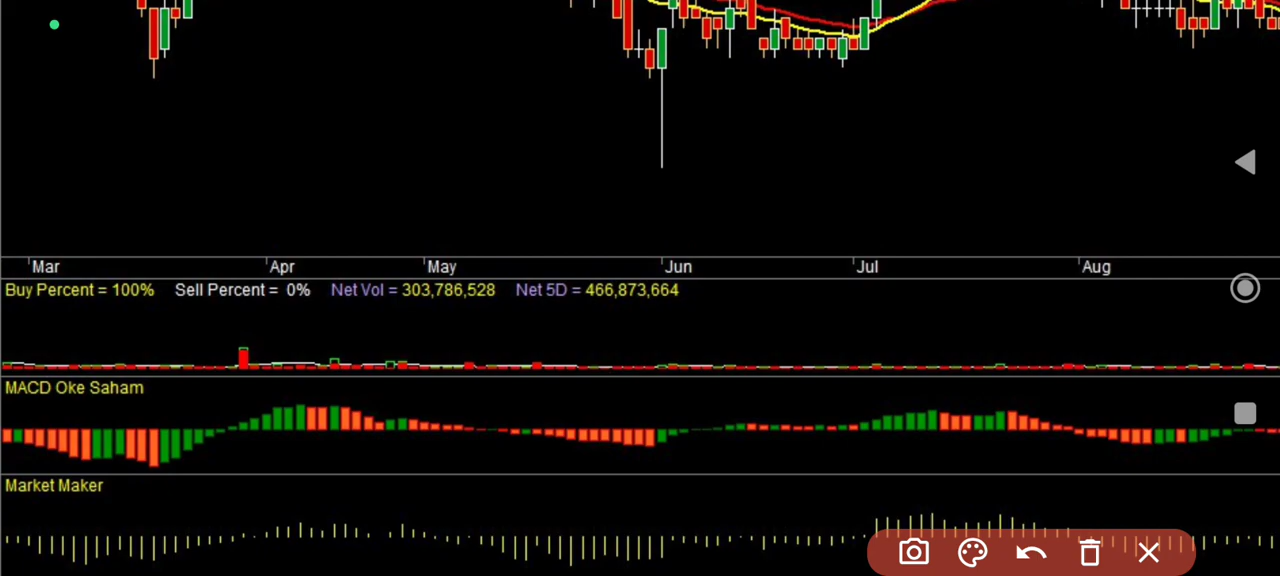 Mar Apr May Jun Jul Aug
Buy Percent = 100% Sell Percent = 0% Net Vol = 303,786,528 Net 5D = 466,873,664
MACD Oke Saham
Market Maker